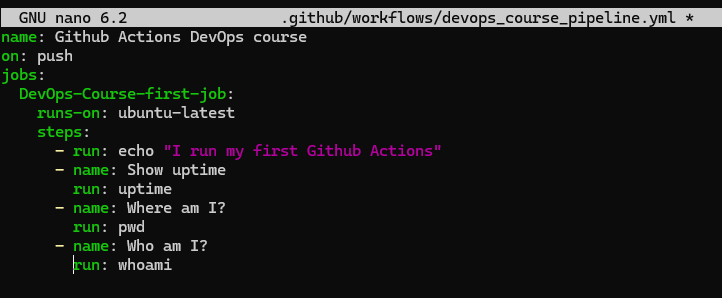 GNU nano 6.2 .github/workflows/devops_course_pipeline.yml *
name: Github Actions DevOps course
on: push
jobs:
  DevOps-Course-first-job:
    runs-on: ubuntu-latest
    steps:
      - run: echo "I run my first Github Actions"
      - name: Show uptime
        run: uptime
      - name: Where am I?
        run: pwd
      - name: Who am I?
        run: whoami